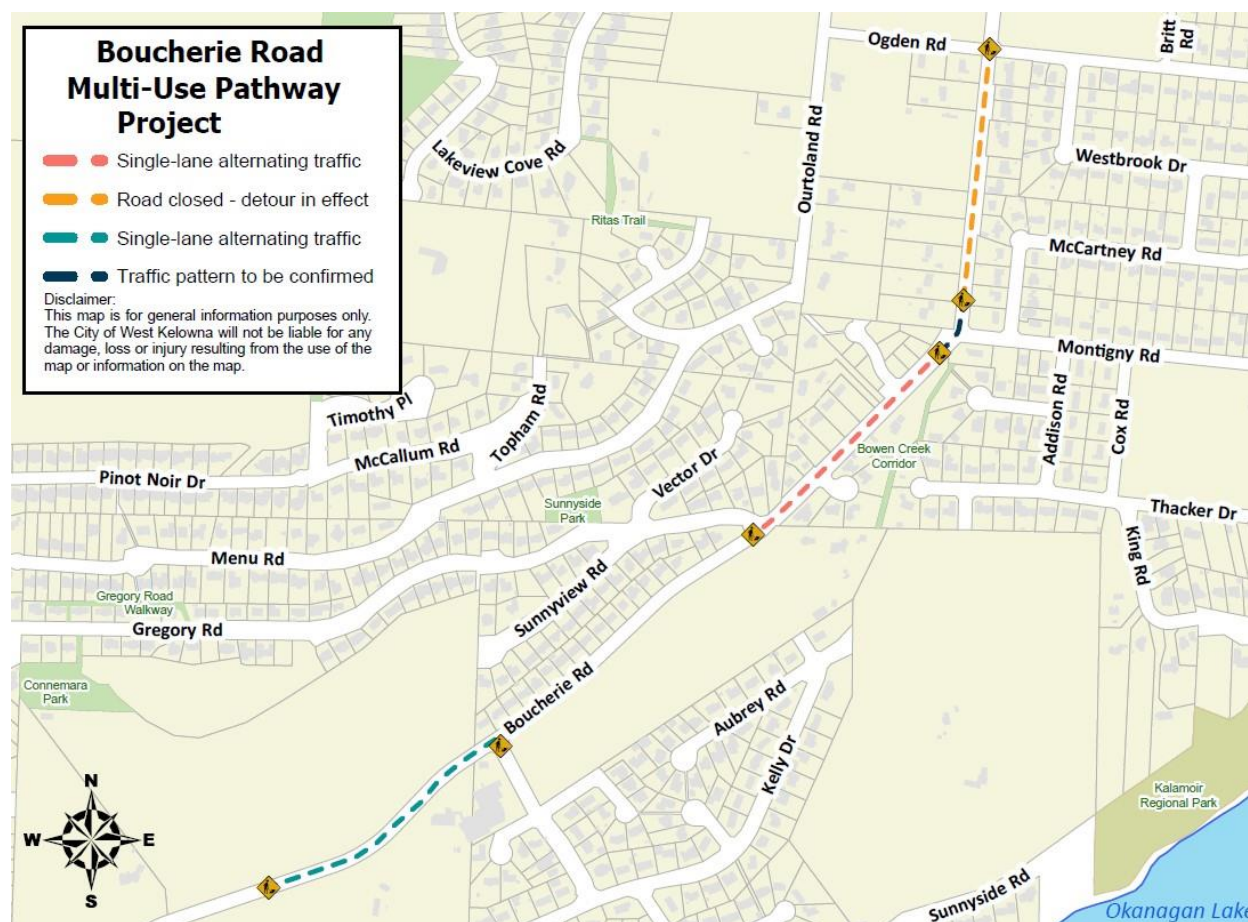 Boucherie Road
Multi-Use Pathway
Project
Single-lane alternating traffic
Road closed - detour in effect
Single-lane alternating traffic
Traffic pattern to be confirmed
Disclaimer:
This map is for general information purposes only.
The City of West Kelowna will not be liable for any
damage, loss or injury resulting from the use of the
map or information on the map.
Ogden Rd
Britt
Rd
Lakeview Cove Rd
Ourtoland Rd
Westbrook Dr
Ritas Trail
McCartney Rd
Montigny Rd
Timothy Pl
Topham Rd
McCallum Rd
Pinot Noir Dr
Addison Rd
Cox Rd
Bowen Creek
Corridor
Vector Dr
Sunnyside
Park
Thacker Dr
King Rd
Menu Rd
Sunnyview Rd
Gregory Road
Walkway
Gregory Rd
Connemara
Park
Boucherie Rd
Aubrey Rd
Kelly Dr
Kalamoir
Regional Park
N
W
E
S
Sunnyside Rd
Okanagan Lake